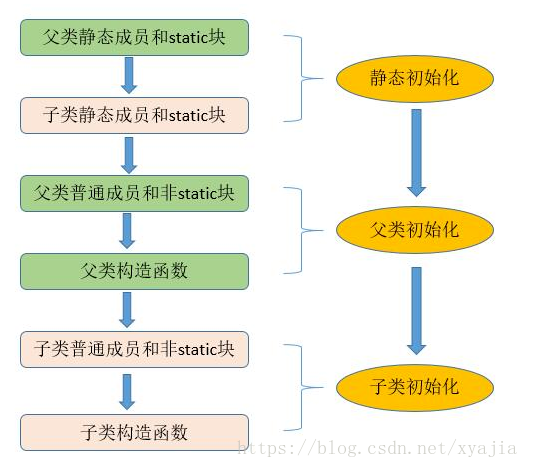 父类静态成员和static块
静态初始化
子类静态成员和static块
父类普通成员和非static块
父类初始化
父类构造函数
子类普通成员和非static块
子类初始化
子类构造函数
https://blog.csdn.net/xyajia